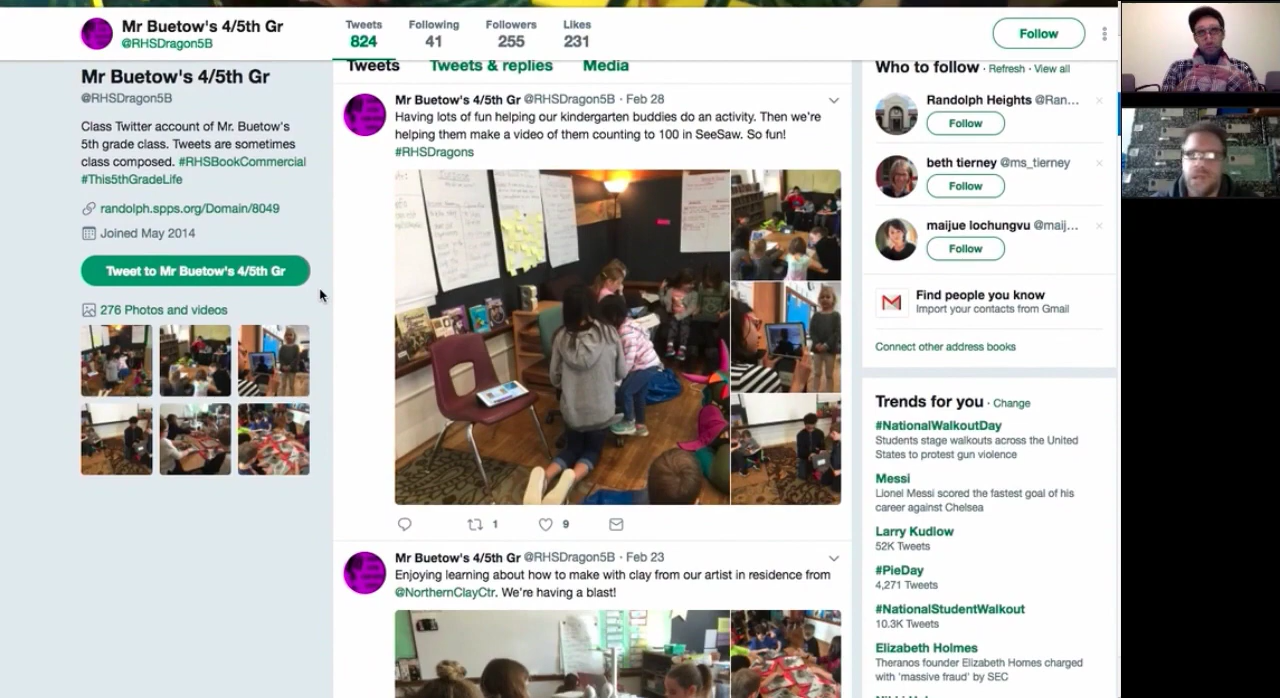 Mr Buetow's 4/5th Gr
@RHSDragon5B
Tweets
824
Following
41
Followers
255
Likes
231
Follow
Mr Buetow's 4/5th Gr
@RHSDragon5B
Class Twitter account of Mr. Buetow's
5th grade class. Tweets are sometimes
class composed. #RHSBookCommercial
#This5thGradeLife
randolph.spps.org/Domain/8049
Joined May 2014
Tweet to Mr Buetow's 4/5th Gr
276 Photos and videos
Tweets
Tweets & replies
Media
Mr Buetow's 4/5th Gr @RHSDragon5B · Feb 28
Having lots of fun helping our kindergarten buddies do an activity. Then we're
helping them make a video of them counting to 100 in SeeSaw. So fun!
#RHSDragons
1
9
Mr Buetow's 4/5th Gr @RHSDragon5B · Feb 23
Enjoying learning about how to make with clay from our artist in residence from
@NorthernClayCtr. We're having a blast!
Who to follow · Refresh · View all
Randolph Heights @Ran...
Follow
beth tierney @ms_tierney
Follow
maijue lochungvu @maij...
Follow
Find people you know
Import your contacts from Gmail
Connect other address books
Trends for you · Change
#NationalWalkoutDay
Students stage walkouts across the United
States to protest gun violence
Messi
Lionel Messi scored the fastest goal of his
career against Chelsea
Larry Kudlow
52K Tweets
#PieDay
4,271 Tweets
#NationalStudentWalkout
10.3K Tweets
Elizabeth Holmes
Theranos founder Elizabeth Homes charged
with 'massive fraud' by SEC